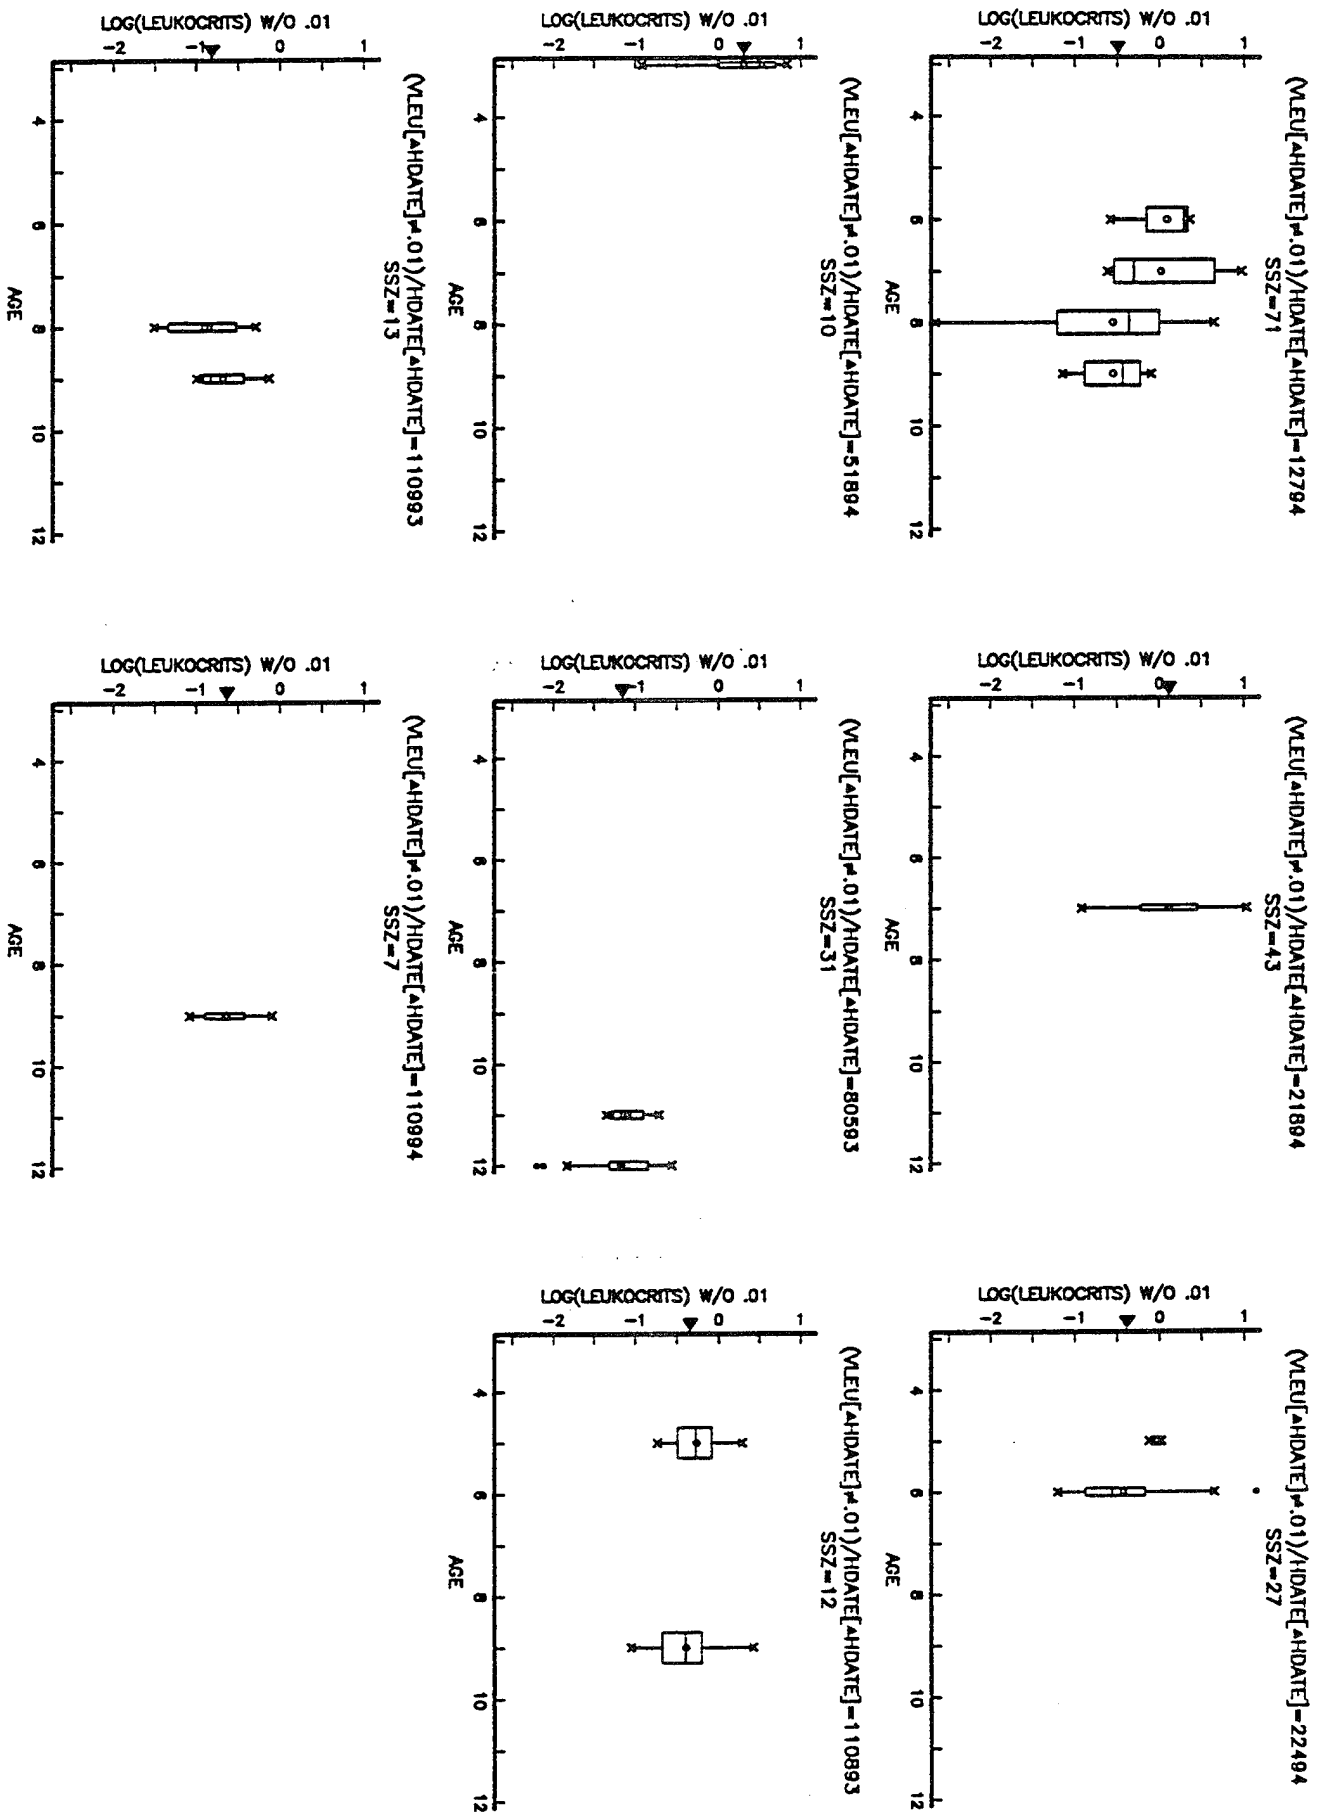 (VLEU[▲HDATE]≠.01)/HDATE[▲HDATE]=12794
SSZ=71
LOG(LEUKOCRITS) W/O .01
1
0
-1
-2
4 6 8 10 12
AGE
(VLEU[▲HDATE]≠.01)/HDATE[▲HDATE]=21894
SSZ=43
LOG(LEUKOCRITS) W/O .01
1
0
-1
-2
4 6 8 10 12
AGE
(VLEU[▲HDATE]≠.01)/HDATE[▲HDATE]=22494
SSZ=27
LOG(LEUKOCRITS) W/O .01
1
0
-1
-2
4 6 8 10 12
AGE
(VLEU[▲HDATE]≠.01)/HDATE[▲HDATE]=51894
SSZ=10
LOG(LEUKOCRITS) W/O .01
1
0
-1
-2
4 6 8 10 12
AGE
(VLEU[▲HDATE]≠.01)/HDATE[▲HDATE]=80593
SSZ=31
LOG(LEUKOCRITS) W/O .01
1
0
-1
-2
4 6 8 10 12
AGE
(VLEU[▲HDATE]≠.01)/HDATE[▲HDATE]=110893
SSZ=12
LOG(LEUKOCRITS) W/O .01
1
0
-1
-2
4 6 8 10 12
AGE
(VLEU[▲HDATE]≠.01)/HDATE[▲HDATE]=110993
SSZ=13
LOG(LEUKOCRITS) W/O .01
1
0
-1
-2
4 6 8 10 12
AGE
(VLEU[▲HDATE]≠.01)/HDATE[▲HDATE]=110994
SSZ=7
LOG(LEUKOCRITS) W/O .01
1
0
-1
-2
4 6 8 10 12
AGE